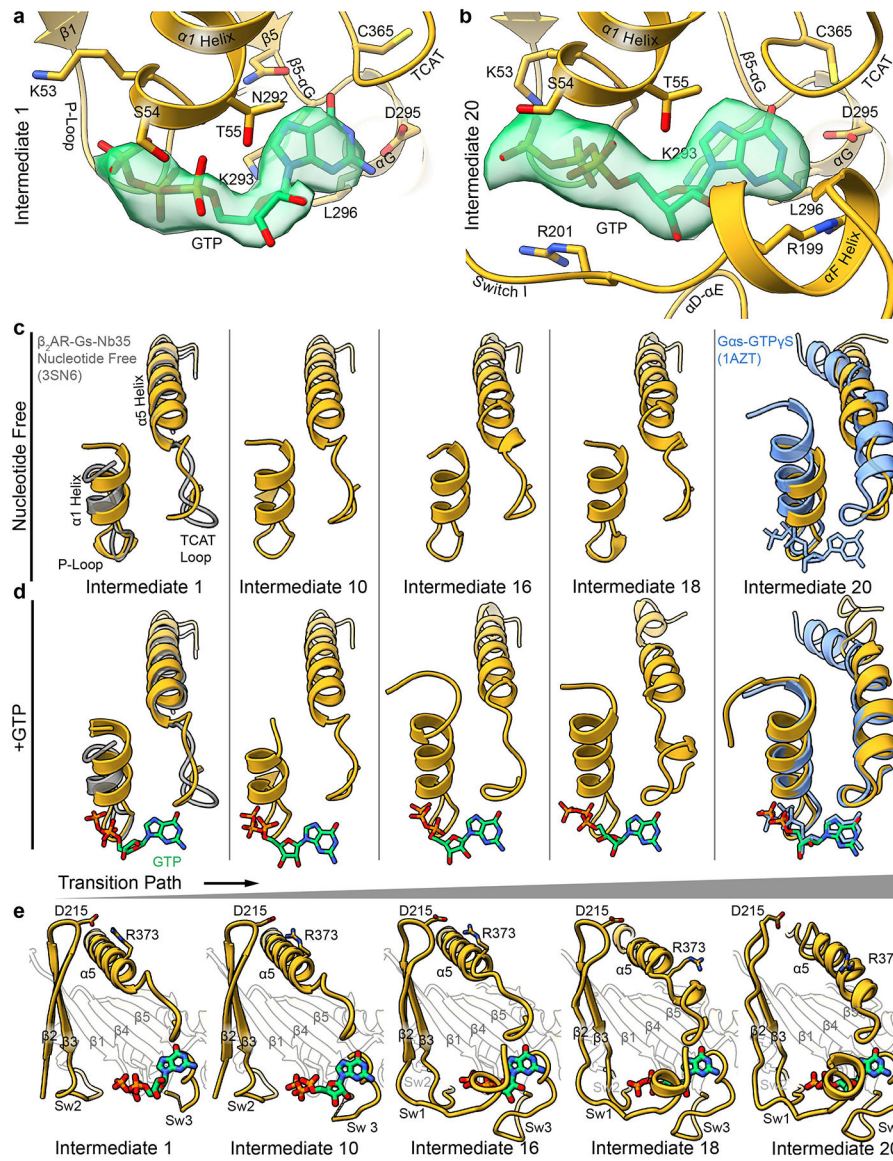 a
Intermediate 1
β1
α1 Helix
β5
C365
K53
β5-αG
TCAT
P-Loop
S54
N292
T55
D295
K293
αG
L296
GTP
b
Intermediate 20
α1 Helix
C365
K53
S54
β5-αG
TCAT
T55
D295
K293
αG
L296
R201
GTP
R199
αF Helix
Switch I
αD-αE
c
Nucleotide Free
β2AR-Gs-Nb35
Nucleotide Free
(3SN6)
α5 Helix
α1 Helix
P-Loop
TCAT
Loop
Gαs-GTPγS
(1AZT)
Intermediate 1
Intermediate 10
Intermediate 16
Intermediate 18
Intermediate 20
d
+GTP
GTP
Transition Path
e
D215
R373
α5
β2
β3
β1
β4
β5
Sw2
Sw3
Intermediate 1
D215
R373
α5
β2
β3
β1
β4
β5
Sw2
Sw 3
Intermediate 10
D215
R373
α5
β2
β3
β1
β4
β5
Sw2
Sw1
Sw3
Intermediate 16
D215
R373
α5
β2
β3
β1
β4
β5
Sw2
Sw1
Sw3
Intermediate 18
D215
R37
α5
β2
β3
β1
β4
Sw2
Sw1
Sw3
Intermediate 20